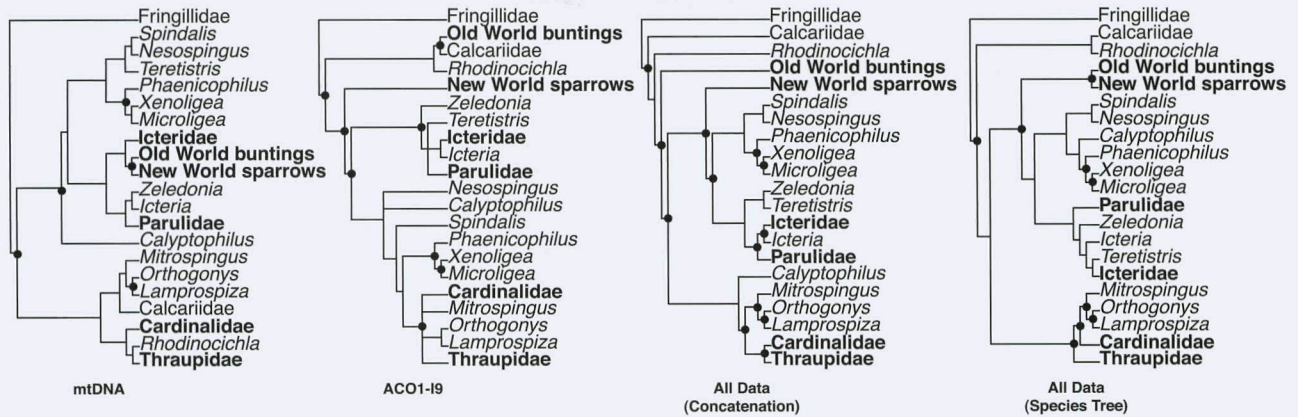 Fringillidae
Spindalis
Nesospingus
Teretistris
Phaenicophilus
Xenoligea
Microligea
Icteridae
Old World buntings
New World sparrows
Zeledonia
Icteria
Parulidae
Calyptophilus
Mitrospingus
Orthogonys
Lamprospiza
Calcariidae
Cardinalidae
Rhodinocichla
Thraupidae
mtDNA
Fringillidae
Old World buntings
Calcariidae
Rhodinocichla
New World sparrows
Zeledonia
Teretistris
Icteridae
Icteria
Parulidae
Nesospingus
Calyptophilus
Spindalis
Phaenicophilus
Xenoligea
Microligea
Cardinalidae
Mitrospingus
Orthogonys
Lamprospiza
Thraupidae
ACO1-I9
Fringillidae
Calcariidae
Rhodinocichla
Old World buntings
New World sparrows
Spindalis
Nesospingus
Phaenicophilus
Xenoligea
Microligea
Zeledonia
Teretistris
Icteridae
Icteria
Parulidae
Calyptophilus
Mitrospingus
Orthogonys
Lamprospiza
Cardinalidae
Thraupidae
All Data
(Concatenation)
Fringillidae
Calcariidae
Rhodinocichla
Old World buntings
New World sparrows
Spindalis
Nesospingus
Calyptophilus
Phaenicophilus
Xenoligea
Microligea
Parulidae
Zeledonia
Icteria
Teretistris
Icteridae
Mitrospingus
Orthogonys
Lamprospiza
Cardinalidae
Thraupidae
All Data
(Species Tree)